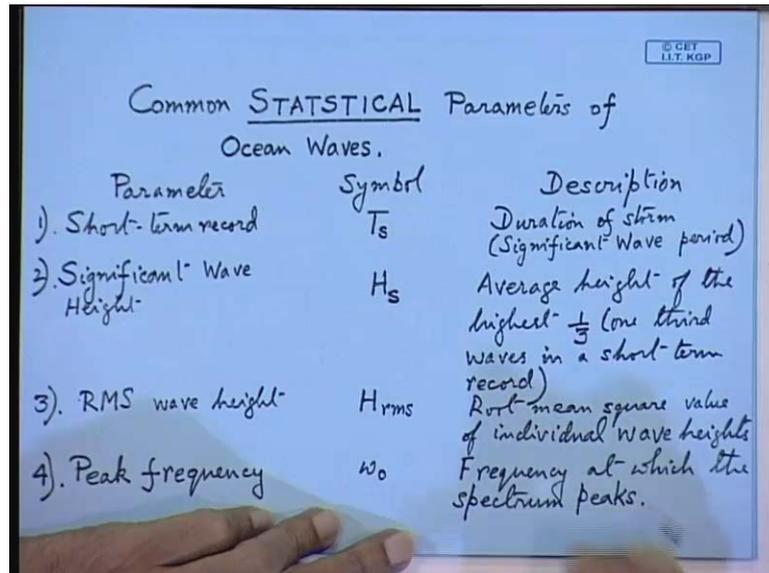 © CET
I.I.T. KGP
Common STATSTICAL Parameters of
Ocean Waves.
Parameter Symbol Description
1). Short-term record Ts Duration of storm
(Significant Wave period)
2). Significant Wave Hs Average height of the
Height highest 1/3 (one third
waves in a short-term
record)
3). RMS wave height Hrms Root mean square value
of individual wave heights
4). Peak frequency ω₀ Frequency at which the
spectrum peaks.